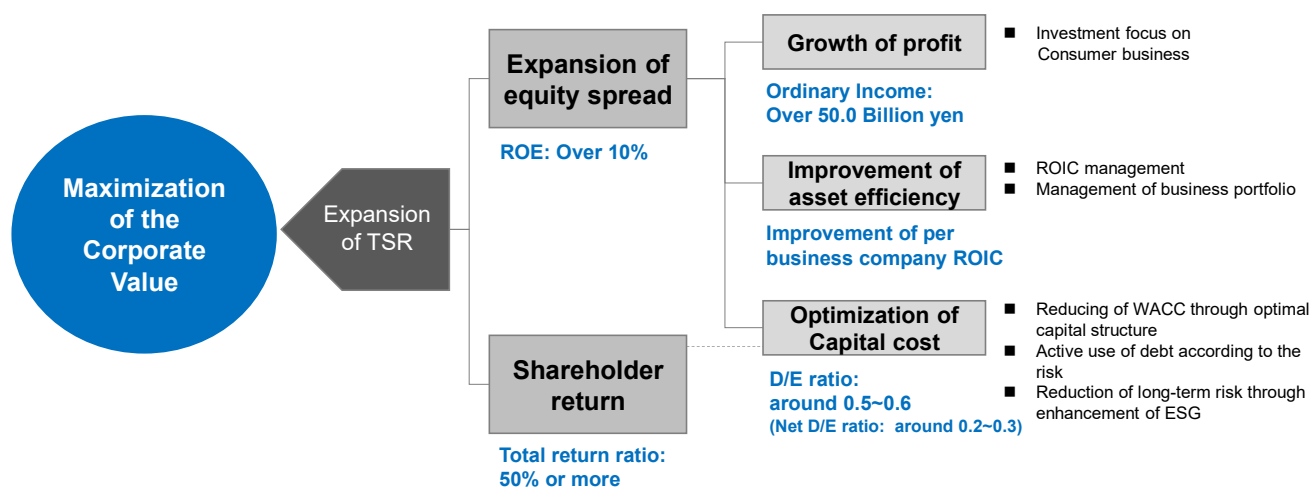 Maximization
of the
Corporate
Value
Expansion
of TSR
Expansion of
equity spread
ROE: Over 10%
Shareholder
return
Total return ratio:
50% or more
Growth of profit
Ordinary Income:
Over 50.0 Billion yen
■ Investment focus on
Consumer business
Improvement of
asset efficiency
Improvement of per
business company ROIC
■ ROIC management
■ Management of business portfolio
Optimization of
Capital cost
D/E ratio:
around 0.5~0.6
(Net D/E ratio: around 0.2~0.3)
■ Reducing of WACC through optimal
capital structure
■ Active use of debt according to the
risk
■ Reduction of long-term risk through
enhancement of ESG